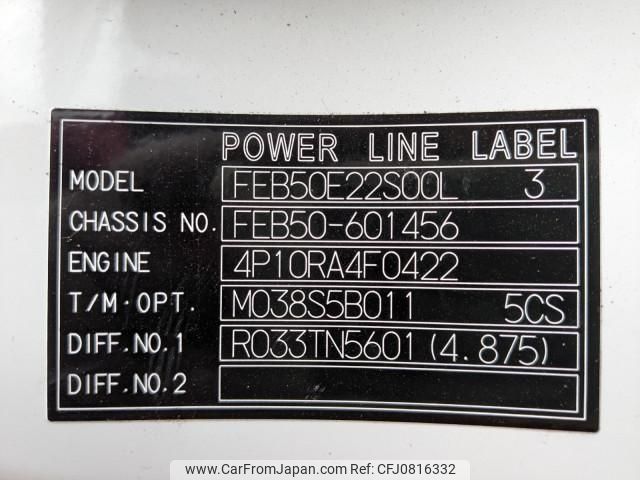 POWER LINE LABEL
MODEL FEB50E22S00L 3
CHASSIS NO. FEB50-601456
ENGINE 4P10RA4F0422
T/M·OPT. M038S5B011 5CS
DIFF.NO.1 R033TN5601 (4.875)
DIFF.NO.2
www.CarFromJapan.com CFJ0816332